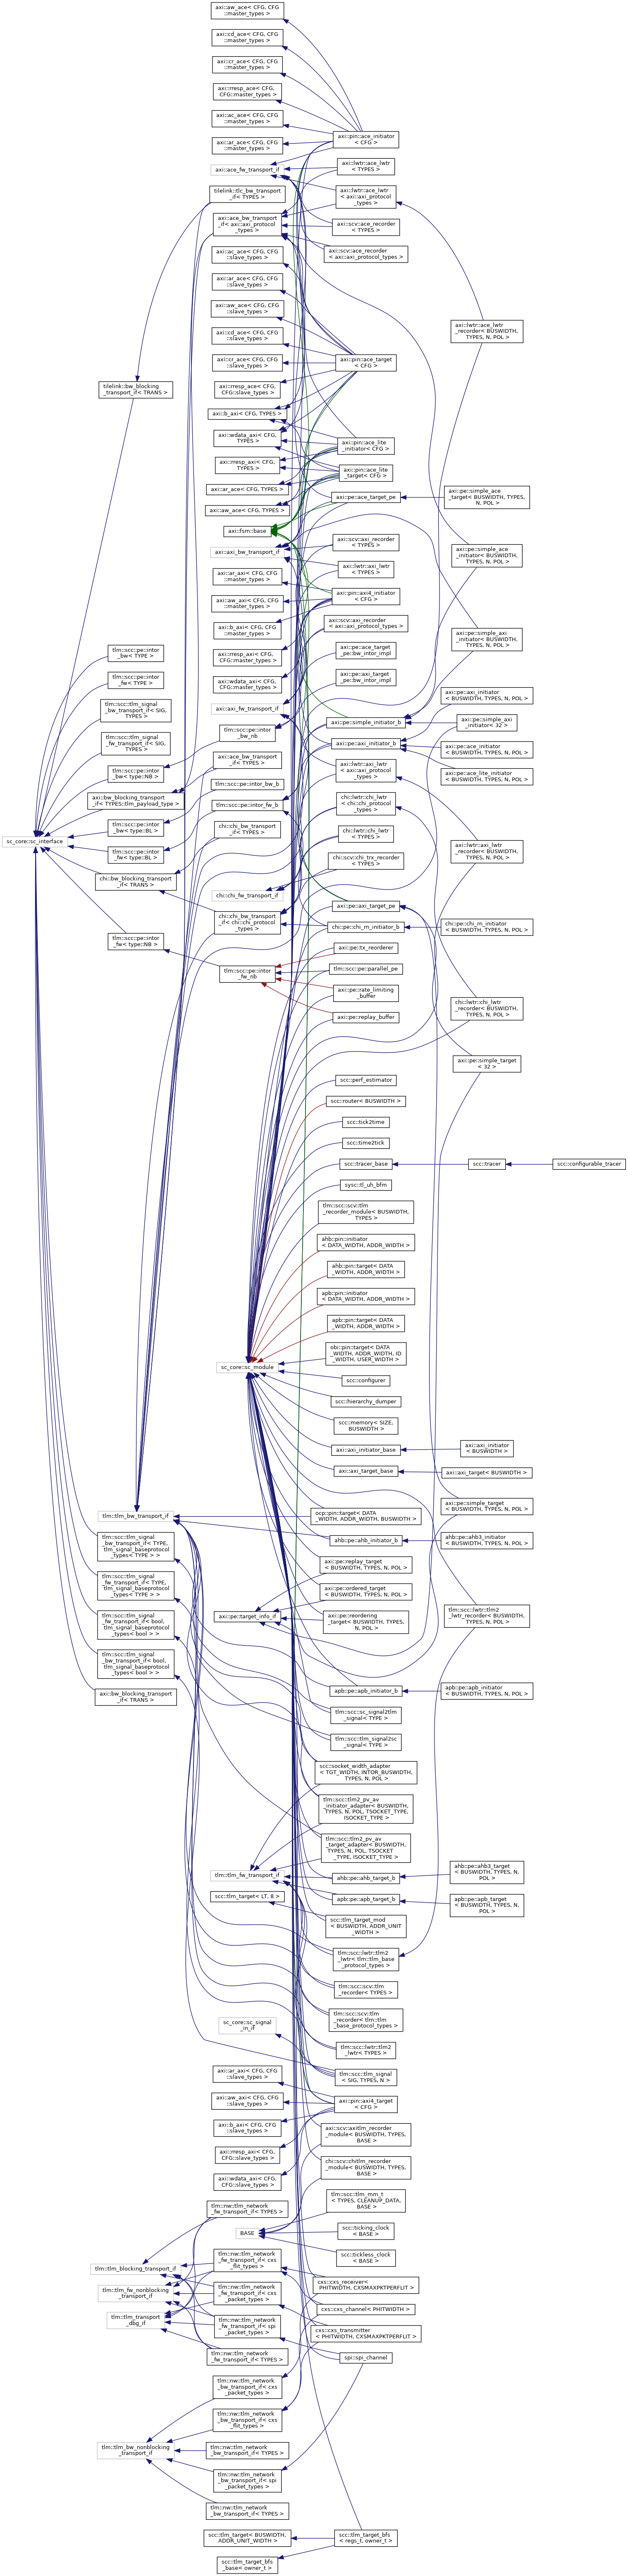 sc_core::sc_interface
tilelink::bw_blocking
_transport_if< TRANS >
tlm::scc::pe::intor
_bw< TYPE >
tlm::scc::pe::intor
_fw< TYPE >
tlm::scc::tlm_signal
_bw_transport_if< SIG,
TYPES >
tlm::scc::tlm_signal
_fw_transport_if< SIG,
TYPES >
tlm::scc::pe::intor
_bw< type::NB >
axi::bw_blocking_transport
_if< TYPES::tlm_payload_type >
tlm::scc::pe::intor
_bw< type::BL >
tlm::scc::pe::intor
_fw< type::BL >
chi::bw_blocking_transport
_if< TRANS >
tlm::scc::pe::intor
_fw< type::NB >
tlm::tlm_bw_transport_if
tlm::scc::tlm_signal
_bw_transport_if< TYPE,
tlm_signal_baseprotocol
_types< TYPE > >
tlm::scc::tlm_signal
_fw_transport_if< TYPE,
tlm_signal_baseprotocol
_types< TYPE > >
tlm::scc::tlm_signal
_fw_transport_if< bool,
tlm_signal_baseprotocol
_types< bool > >
tlm::scc::tlm_signal
_bw_transport_if< bool,
tlm_signal_baseprotocol
_types< bool > >
axi::bw_blocking_transport
_if< TRANS >
tlm::tlm_blocking_transport_if
tlm::tlm_fw_nonblocking
_transport_if
tlm::tlm_transport
_dbg_if
tlm::tlm_bw_nonblocking
_transport_if
axi::aw_ace< CFG, CFG
::master_types >
axi::cd_ace< CFG, CFG
::master_types >
axi::cr_ace< CFG, CFG
::master_types >
axi::rresp_ace< CFG,
CFG::master_types >
axi::ac_ace< CFG, CFG
::master_types >
axi::ar_ace< CFG, CFG
::master_types >
axi::ace_fw_transport_if
tilelink::tlc_bw_transport
_if< TYPES >
axi::ace_bw_transport
_if< axi::axi_protocol
_types >
axi::ac_ace< CFG, CFG
::slave_types >
axi::ar_ace< CFG, CFG
::slave_types >
axi::aw_ace< CFG, CFG
::slave_types >
axi::cd_ace< CFG, CFG
::slave_types >
axi::cr_ace< CFG, CFG
::slave_types >
axi::rresp_ace< CFG,
CFG::slave_types >
axi::b_axi< CFG, TYPES >
axi::wdata_axi< CFG,
TYPES >
axi::rresp_axi< CFG,
TYPES >
axi::ar_ace< CFG, TYPES >
axi::aw_ace< CFG, TYPES >
axi::fsm::base
axi::axi_bw_transport_if
axi::ar_axi< CFG, CFG
::master_types >
axi::aw_axi< CFG, CFG
::master_types >
axi::b_axi< CFG, CFG
::master_types >
axi::rresp_axi< CFG,
CFG::master_types >
axi::wdata_axi< CFG,
CFG::master_types >
axi::axi_fw_transport_if
tlm::scc::pe::intor
_bw_nb
axi::ace_bw_transport
_if< TYPES >
tlm::scc::pe::intor_bw_b
tlm::scc::pe::intor_fw_b
chi::chi_bw_transport
_if< TYPES >
chi::chi_fw_transport_if
chi::chi_bw_transport
_if< chi::chi_protocol
_types >
tlm::scc::pe::intor
_fw_nb
sc_core::sc_module
axi::pe::target_info_if
tlm::tlm_fw_transport_if
scc::tlm_target< LT, B >
sc_core::sc_signal
_in_if
axi::ar_axi< CFG, CFG
::slave_types >
axi::aw_axi< CFG, CFG
::slave_types >
axi::b_axi< CFG, CFG
::slave_types >
axi::rresp_axi< CFG,
CFG::slave_types >
axi::wdata_axi< CFG,
CFG::slave_types >
tlm::nw::tlm_network
_fw_transport_if< TYPES >
BASE
tlm::nw::tlm_network
_fw_transport_if< cxs
_flit_types >
tlm::nw::tlm_network
_fw_transport_if< cxs
_packet_types >
tlm::nw::tlm_network
_fw_transport_if< spi
_packet_types >
tlm::nw::tlm_network
_fw_transport_if< TYPES >
tlm::nw::tlm_network
_bw_transport_if< cxs
_packet_types >
tlm::nw::tlm_network
_bw_transport_if< cxs
_flit_types >
tlm::nw::tlm_network
_bw_transport_if< TYPES >
tlm::nw::tlm_network
_bw_transport_if< spi
_packet_types >
tlm::nw::tlm_network
_bw_transport_if< TYPES >
scc::tlm_target< BUSWIDTH,
ADDR_UNIT_WIDTH >
scc::tlm_target_bfs
_base< owner_t >
axi::pin::ace_initiator
< CFG >
axi::lwtr::ace_lwtr
< TYPES >
axi::lwtr::ace_lwtr
< axi::axi_protocol
_types >
axi::scv::ace_recorder
< TYPES >
axi::scv::ace_recorder
< axi::axi_protocol_types >
axi::pin::ace_target
< CFG >
axi::pin::ace_lite
_initiator< CFG >
axi::pin::ace_lite
_target< CFG >
axi::pe::ace_target_pe
axi::scv::axi_recorder
< TYPES >
axi::lwtr::axi_lwtr
< TYPES >
axi::pin::axi4_initiator
< CFG >
axi::scv::axi_recorder
< axi::axi_protocol_types >
axi::pe::ace_target
_pe::bw_intor_impl
axi::pe::axi_target
_pe::bw_intor_impl
axi::pe::simple_initiator_b
axi::pe::axi_initiator_b
axi::lwtr::axi_lwtr
< axi::axi_protocol
_types >
chi::lwtr::chi_lwtr
< chi::chi_protocol
_types >
chi::lwtr::chi_lwtr
< TYPES >
chi::scv::chi_trx_recorder
< TYPES >
axi::pe::axi_target_pe
chi::pe::chi_rn_initiator_b
axi::pe::tx_reorderer
tlm::scc::pe::parallel_pe
axi::pe::rate_limiting
_buffer
axi::pe::replay_buffer
scc::perf_estimator
scc::router< BUSWIDTH >
scc::tick2time
scc::time2tick
scc::tracer_base
sysc::tl_uh_bfm
tlm::scc::scv::tlm
_recorder_module< BUSWIDTH,
TYPES >
ahb::pin::initiator
< DATA_WIDTH, ADDR_WIDTH >
ahb::pin::target< DATA
_WIDTH, ADDR_WIDTH >
apb::pin::initiator
< DATA_WIDTH, ADDR_WIDTH >
apb::pin::target< DATA
_WIDTH, ADDR_WIDTH >
obi::pin::target< DATA
_WIDTH, ADDR_WIDTH, ID
_WIDTH, USER_WIDTH >
scc::configurer
scc::hierarchy_dumper
scc::memory< SIZE,
BUSWIDTH >
axi::axi_initiator_base
axi::axi_target_base
ocp::pin::target< DATA
_WIDTH, ADDR_WIDTH, BUSWIDTH >
ahb::pe::ahb_initiator_b
axi::pe::replay_target
< BUSWIDTH, TYPES, N, POL >
axi::pe::ordered_target
< BUSWIDTH, TYPES, N, POL >
axi::pe::reordering
_target< BUSWIDTH, TYPES,
N, POL >
apb::pe::apb_initiator_b
tlm::scc::sc_signal2tlm
_signal< TYPE >
tlm::scc::tlm_signal2sc
_signal< TYPE >
scc::socket_width_adapter
< TGT_WIDTH, INTOR_BUSWIDTH,
TYPES, N, POL >
tlm::scc::tlm2_pv_av
_initiator_adapter< BUSWIDTH,
TYPES, N, POL, TSOCKET_TYPE,
ISOCKET_TYPE >
tlm::scc::tlm2_pv_av
_target_adapter< BUSWIDTH,
TYPES, N, POL, TSOCKET
_TYPE, ISOCKET_TYPE >
ahb::pe::ahb_target_b
apb::pe::apb_target_b
scc::tlm_target_mod
< BUSWIDTH, ADDR_UNIT
_WIDTH >
tlm::scc::lwtr::tlm2
_lwtr< tlm::tlm_base
_protocol_types >
tlm::scc::scv::tlm
_recorder< TYPES >
tlm::scc::scv::tlm
_recorder< tlm::tlm
_base_protocol_types >
tlm::scc::lwtr::tlm2
_lwtr< TYPES >
tlm::scc::tlm_signal
< SIG, TYPES, N >
axi::pin::axi4_target
< CFG >
axi::scv::axitlm_recorder
_module< BUSWIDTH, TYPES,
BASE >
chi::scv::chitlm_recorder
_module< BUSWIDTH, TYPES,
BASE >
tlm::scc::tlm_mm_t
< TYPES, CLEANUP_DATA,
BASE >
scc::ticking_clock
< BASE >
scc::tickless_clock
< BASE >
cxs::cxs_receiver<
PHITWIDTH, CXSMAXPKTPERFLIT >
cxs::cxs_channel< PHITWIDTH >
cxs::cxs_transmitter
< PHITWIDTH, CXSMAXPKTPERFLIT >
spi::spi_channel
scc::tlm_target_bfs
< regs_t, owner_t >
axi::lwtr::ace_lwtr
_recorder< BUSWIDTH,
TYPES, N, POL >
axi::pe::simple_ace
_target< BUSWIDTH, TYPES,
N, POL >
axi::pe::simple_ace
_initiator< BUSWIDTH,
TYPES, N, POL >
axi::pe::simple_axi
_initiator< BUSWIDTH,
TYPES, N, POL >
axi::pe::axi_initiator
< BUSWIDTH, TYPES, N, POL >
axi::pe::simple_axi
_initiator< 32 >
axi::pe::ace_initiator
< BUSWIDTH, TYPES, N, POL >
axi::pe::ace_lite_initiator
< BUSWIDTH, TYPES, N, POL >
axi::lwtr::axi_lwtr
_recorder< BUSWIDTH,
TYPES, N, POL >
chi::pe::chi_rn_initiator
< BUSWIDTH, TYPES, N, POL >
chi::lwtr::chi_lwtr
_recorder< BUSWIDTH,
TYPES, N, POL >
axi::pe::simple_target
< 32 >
scc::tracer
axi::axi_initiator
< BUSWIDTH >
axi::axi_target< BUSWIDTH >
axi::pe::simple_target
< BUSWIDTH, TYPES, N, POL >
ahb::pe::ahb3_initiator
< BUSWIDTH, TYPES, N, POL >
tlm::scc::lwtr::tlm2
_lwtr_recorder< BUSWIDTH,
TYPES, N, POL >
apb::pe::apb_initiator
< BUSWIDTH, TYPES, N, POL >
ahb::pe::ahb3_target
< BUSWIDTH, TYPES, N,
POL >
apb::pe::apb_target
< BUSWIDTH, TYPES, N,
POL >
scc::configurable_tracer